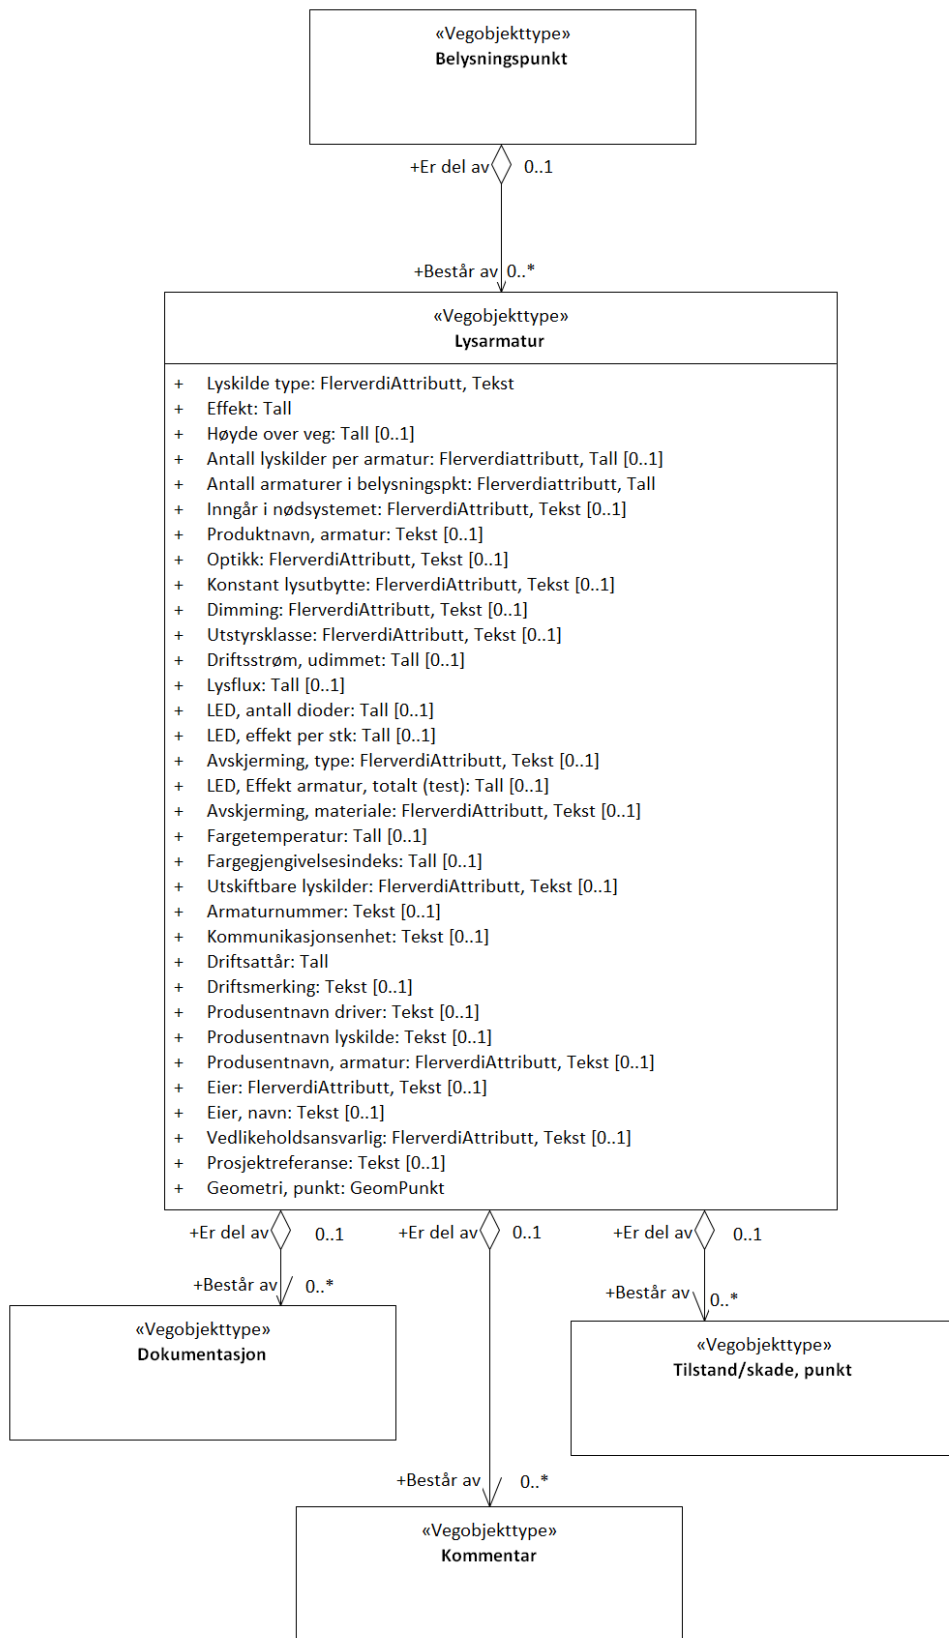 «Vegobjekttype»
Belysningspunkt
+Er del av 0..1
+Består av 0..*
«Vegobjekttype»
Lysarmatur
+ Lyskilde type: FlerverdiAttributt, Tekst
+ Effekt: Tall
+ Høyde over veg: Tall [0..1]
+ Antall lyskilder per armatur: Flerverdiattributt, Tall [0..1]
+ Antall armaturer i belysningspkt: Flerverdiattributt, Tall
+ Inngår i nødsystemet: FlerverdiAttributt, Tekst [0..1]
+ Produktnavn, armatur: Tekst [0..1]
+ Optikk: FlerverdiAttributt, Tekst [0..1]
+ Konstant lysutbytte: FlerverdiAttributt, Tekst [0..1]
+ Dimming: FlerverdiAttributt, Tekst [0..1]
+ Utstyrsklasse: FlerverdiAttributt, Tekst [0..1]
+ Driftsstrøm, udimmet: Tall [0..1]
+ Lysflux: Tall [0..1]
+ LED, antall dioder: Tall [0..1]
+ LED, effekt per stk: Tall [0..1]
+ Avskjerming, type: FlerverdiAttributt, Tekst [0..1]
+ LED, Effekt armatur, totalt (test): Tall [0..1]
+ Avskjerming, materiale: FlerverdiAttributt, Tekst [0..1]
+ Fargetemperatur: Tall [0..1]
+ Fargegjengivelsesindeks: Tall [0..1]
+ Utskiftbare lyskilder: FlerverdiAttributt, Tekst [0..1]
+ Armaturnummer: Tekst [0..1]
+ Kommunikasjonsenhet: Tekst [0..1]
+ Driftsattår: Tall
+ Driftsmerking: Tekst [0..1]
+ Produsentnavn driver: Tekst [0..1]
+ Produsentnavn lyskilde: Tekst [0..1]
+ Produsentnavn, armatur: FlerverdiAttributt, Tekst [0..1]
+ Eier: FlerverdiAttributt, Tekst [0..1]
+ Eier, navn: Tekst [0..1]
+ Vedlikeholdsansvarlig: FlerverdiAttributt, Tekst [0..1]
+ Prosjektreferanse: Tekst [0..1]
+ Geometri, punkt: GeomPunkt
+Er del av 0..1 +Er del av 0..1 +Er del av 0..1
+Består av 0..*
+Består av 0..*
«Vegobjekttype»
Dokumentasjon
«Vegobjekttype»
Tilstand/skade, punkt
+Består av 0..*
«Vegobjekttype»
Kommentar